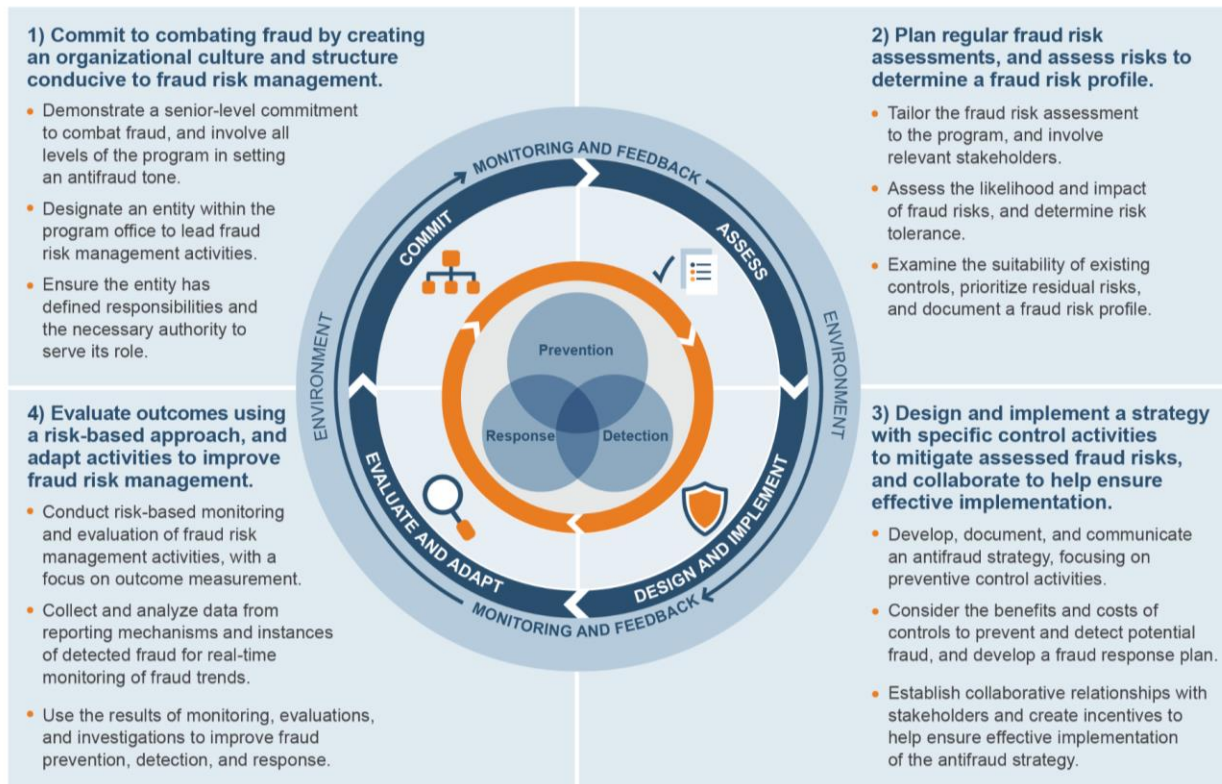 1) Commit to combating fraud by creating
an organizational culture and structure
conducive to fraud risk management.
• Demonstrate a senior-level commitment
to combat fraud, and involve all
levels of the program in setting
an antifraud tone.
• Designate an entity within the
program office to lead fraud
risk management activities.
• Ensure the entity has
defined responsibilities and
the necessary authority to
serve its role.
2) Plan regular fraud risk
assessments, and assess risks to
determine a fraud risk profile.
• Tailor the fraud risk assessment
to the program, and involve
relevant stakeholders.
• Assess the likelihood and impact
of fraud risks, and determine risk
tolerance.
• Examine the suitability of existing
controls, prioritize residual risks,
and document a fraud risk profile.
MONITORING AND FEEDBACK
COMMIT
ASSESS
ENVIRONMENT
ENVIRONMENT
Prevention
Response
Detection
EVALUATE AND ADAPT
DESIGN AND IMPLEMENT
MONITORING AND FEEDBACK
4) Evaluate outcomes using
a risk-based approach, and
adapt activities to improve
fraud risk management.
• Conduct risk-based monitoring
and evaluation of fraud risk
management activities, with a
focus on outcome measurement.
• Collect and analyze data from
reporting mechanisms and instances
of detected fraud for real-time
monitoring of fraud trends.
• Use the results of monitoring, evaluations,
and investigations to improve fraud
prevention, detection, and response.
3) Design and implement a strategy
with specific control activities
to mitigate assessed fraud risks,
and collaborate to help ensure
effective implementation.
• Develop, document, and communicate
an antifraud strategy, focusing on
preventive control activities.
• Consider the benefits and costs of
controls to prevent and detect potential
fraud, and develop a fraud response plan.
• Establish collaborative relationships with
stakeholders and create incentives to
help ensure effective implementation
of the antifraud strategy.